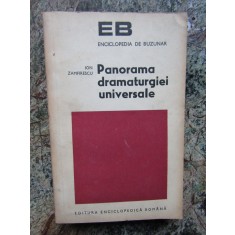 EB
ENCICLOPEDIA DE BUZUNAR
ION
ZAMFIRESCU
Panorama
dramaturgiei
universale
EDITURA ENCICLOPEDICĂ ROMÂNĂ